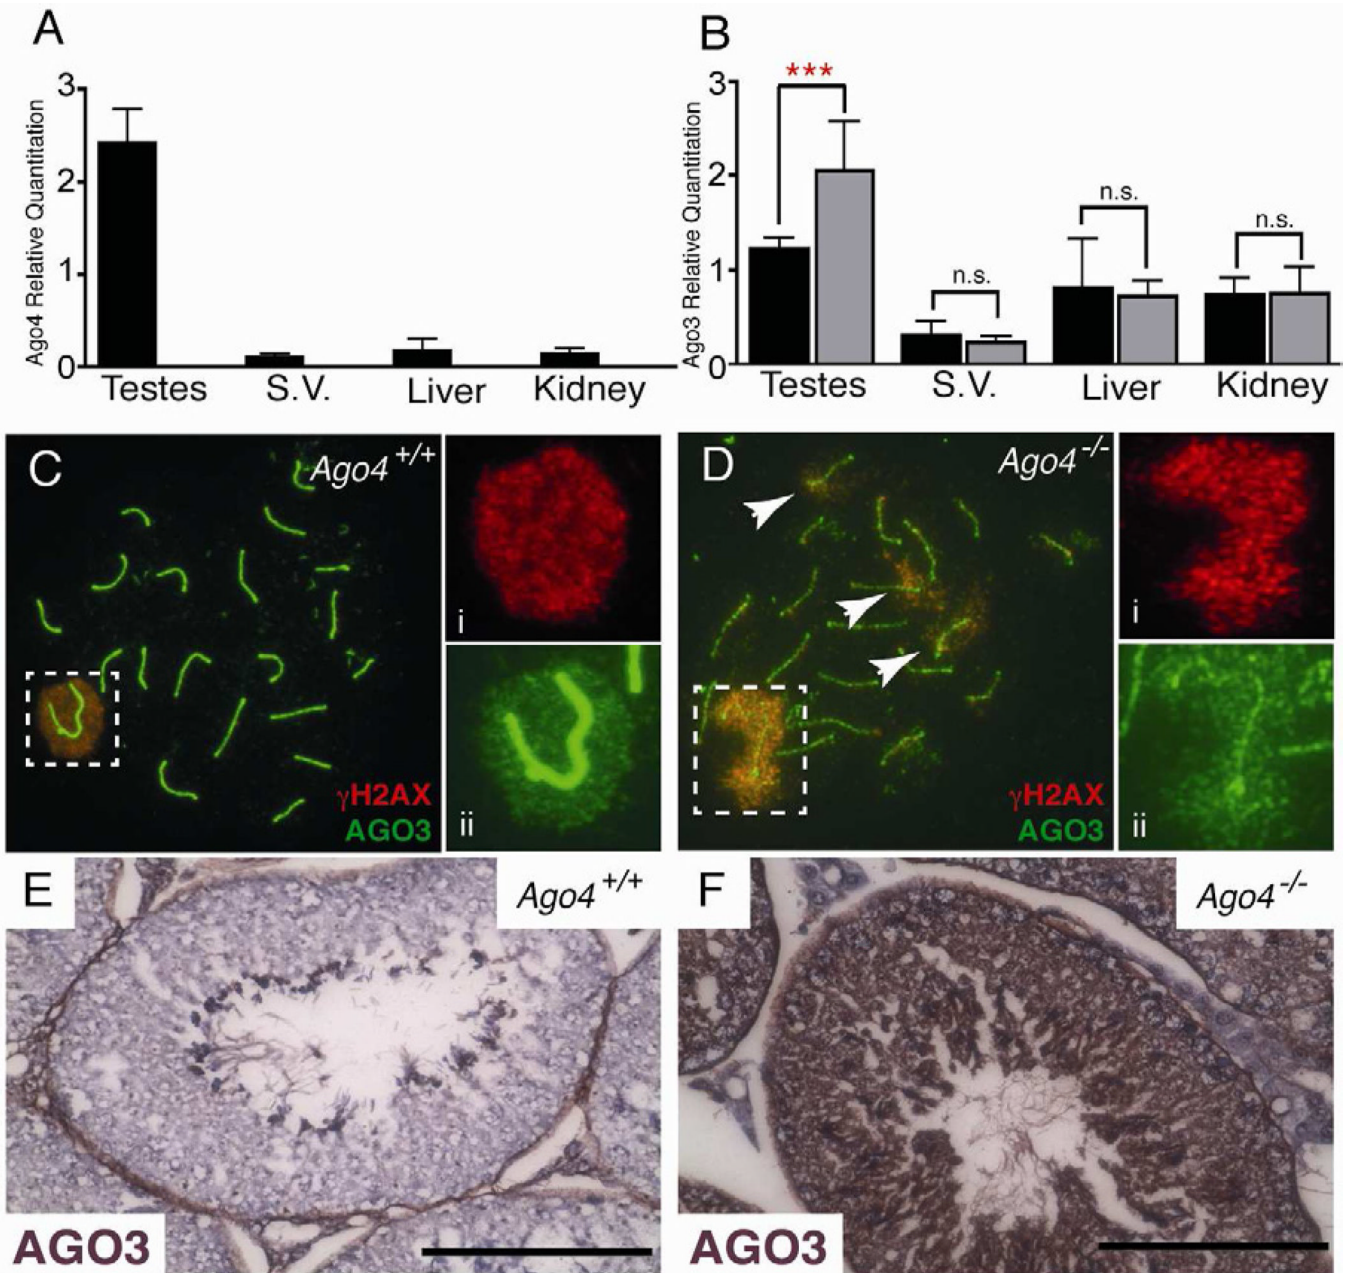 A
3
2
1
0
Ago4 Relative Quantitation
Testes
S.V.
Liver
Kidney
B
3
2
1
0
Ago3 Relative Quantitation
***
n.s.
n.s.
n.s.
Testes
S.V.
Liver
Kidney
C
Ago4 +/+
γH2AX
AGO3
i
ii
D
Ago4 -/-
γH2AX
AGO3
i
ii
E
Ago4 +/+
AGO3
F
Ago4 -/-
AGO3